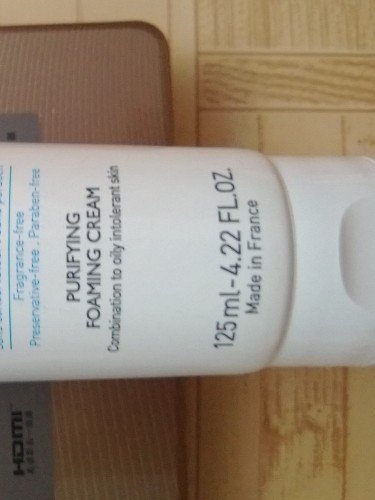 Fragrance-free
Preservative-free . Paraben-free
PURIFYING
FOAMING CREAM
Combination to oily intolerant skin
125 ml - 4.22 FL.OZ.
Made in France
HDMI